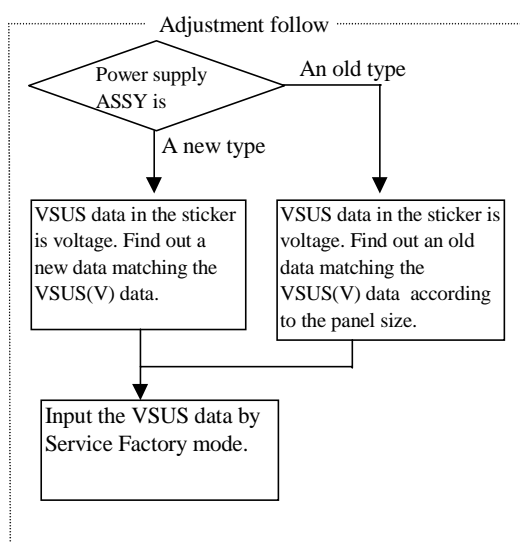 Adjustment follow
Power supply
ASSY is
An old type
A new type
VSUS data in the sticker
is voltage. Find out a
new data matching the
VSUS(V) data.
VSUS data in the sticker is
voltage. Find out an old
data matching the
VSUS(V) data according
to the panel size.
Input the VSUS data by
Service Factory mode.